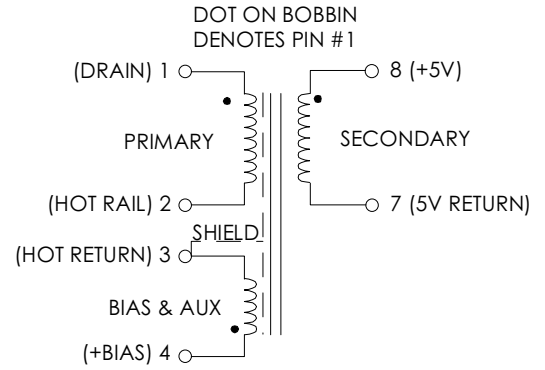 DOT ON BOBBIN
DENOTES PIN #1
(DRAIN) 1
8 (+5V)
PRIMARY
SECONDARY
(HOT RAIL) 2
7 (5V RETURN)
SHIELD
(HOT RETURN) 3
BIAS & AUX
(+BIAS) 4